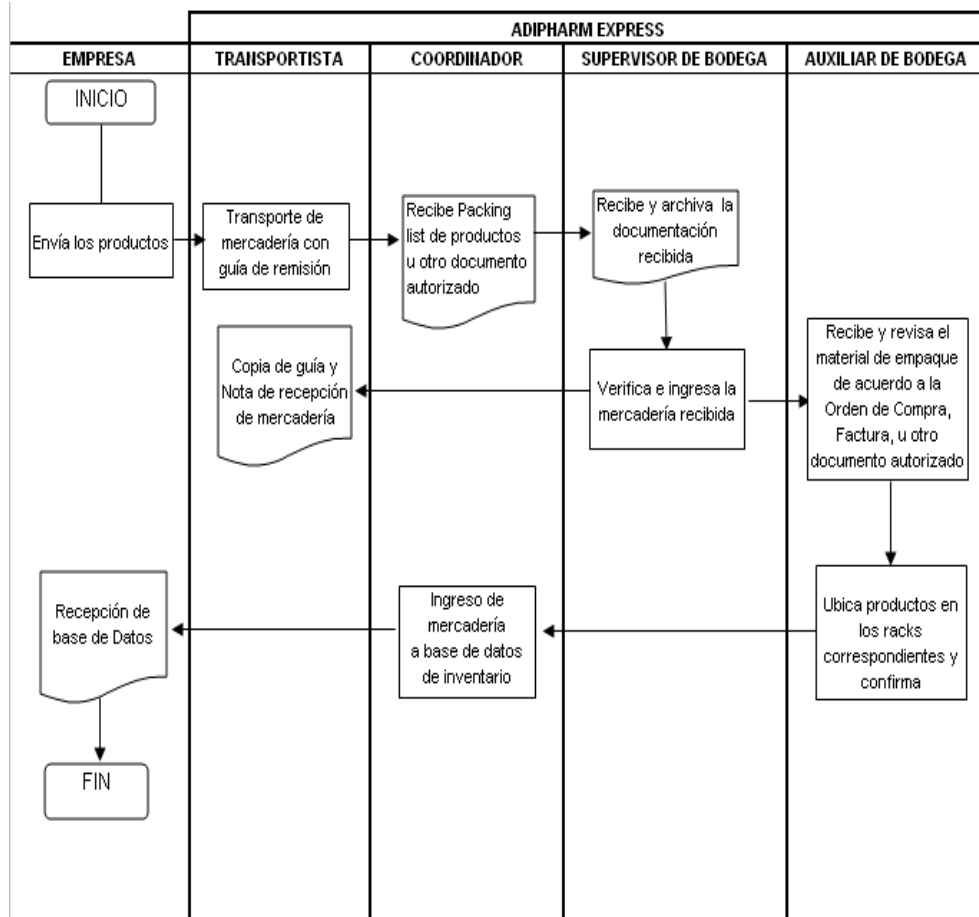 ADIPHARM EXPRESS
EMPRESA
TRANSPORTISTA
COORDINADOR
SUPERVISOR DE BODEGA
AUXILIAR DE BODEGA
INICIO
Envía los productos
Transporte de
mercadería con
guía de remisión
Recibe Packing
list de productos
u otro documento
autorizado
Recibe y archiva la
documentación
recibida
Copia de guía y
Nota de recepción
de mercadería
Verifica e ingresa la
mercadería recibida
Recibe y revisa el
material de empaque
de acuerdo a la
Orden de Compra,
Factura, u otro
documento autorizado
Recepción de
base de Datos
Ingreso de
mercadería
a base de datos
de inventario
Ubica productos en
los racks
correspondientes y
confirma
FIN